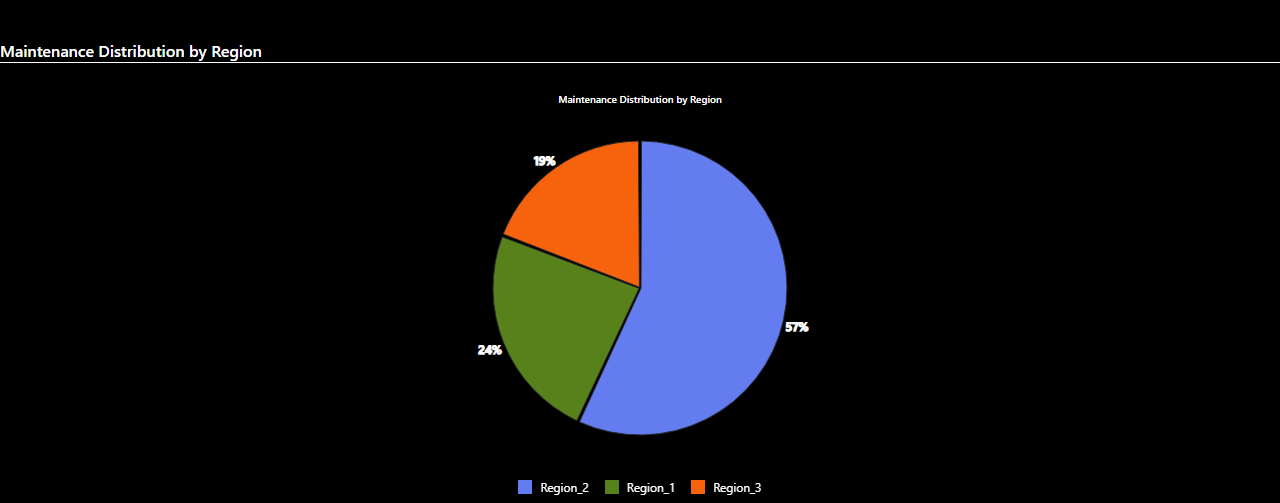 Maintenance Distribution by Region
Maintenance Distribution by Region
19%
57%
24%
Region_2 Region_1 Region_3